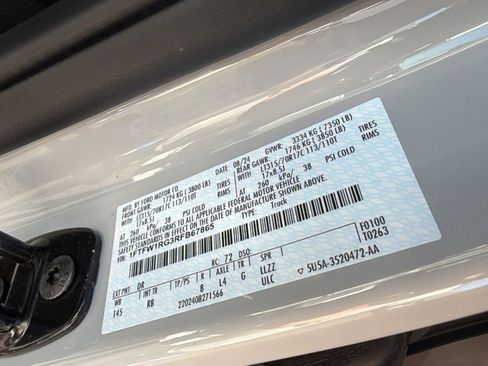 MFD. BY FORD MOTOR CO.
DATE: 08/24 GVWR: 3334 KG (7350 LB)
FRONT GAWR: 1724 KG (3800 LB) REAR GAWR: 1746 KG (3850 LB)
LT315/70R17C 113/110T TIRES LT315/70R17C 113/110T TIRES
17x8.5J RIMS 17x8.5J RIMS
260 kPa/ 38 PSI COLD 260 kPa/ 38 PSI COLD
THIS VEHICLE CONFORMS TO ALL APPLICABLE FEDERAL MOTOR VEHICLE
SAFETY STANDARDS IN EFFECT ON THE DATE OF MANUFACTURE SHOWN ABOVE.
VIN: 1FTFW1RG3RFB67865 TYPE: Truck
F0100
T0263
EXT PNT: DR RC: 72 DSO:
WB INT TR TP/PS R AXLE TR SPR
145 RB 8 L4 G LLZZ
2202408271566 ULC
5U5A-3520472-AA